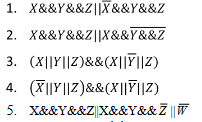 1. X&&Y&&Z||X̅&&Y&&Z
2. X&&Y&&Z||X&&Y̅&̅&̅Z̅
3. (X||Y||Z)&&(X||Y̅||Z)
4. (X̅||Y||Z)&&(X||Y̅||Z)
5. X&&Y&&Z||X&&Y&& Z̅ || W̅